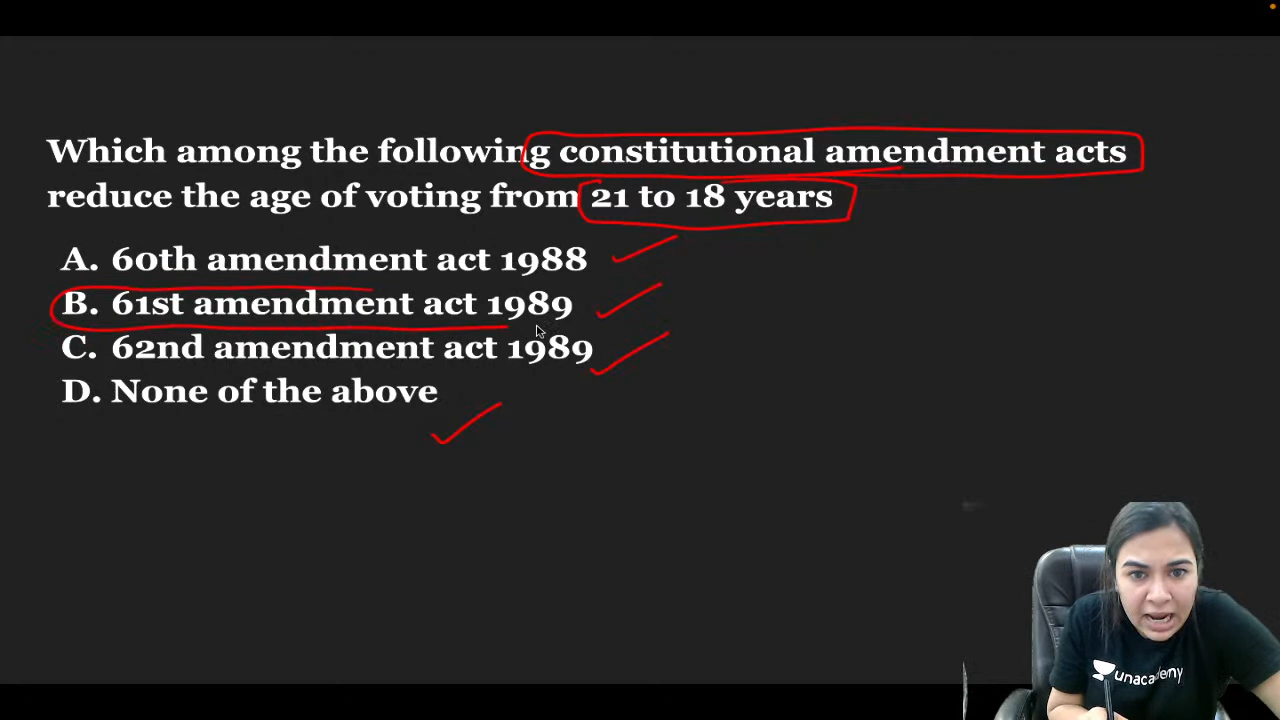 Which among the following constitutional amendment acts
reduce the age of voting from 21 to 18 years
A. 60th amendment act 1988
B. 61st amendment act 1989
C. 62nd amendment act 1989
D. None of the above
unacademy